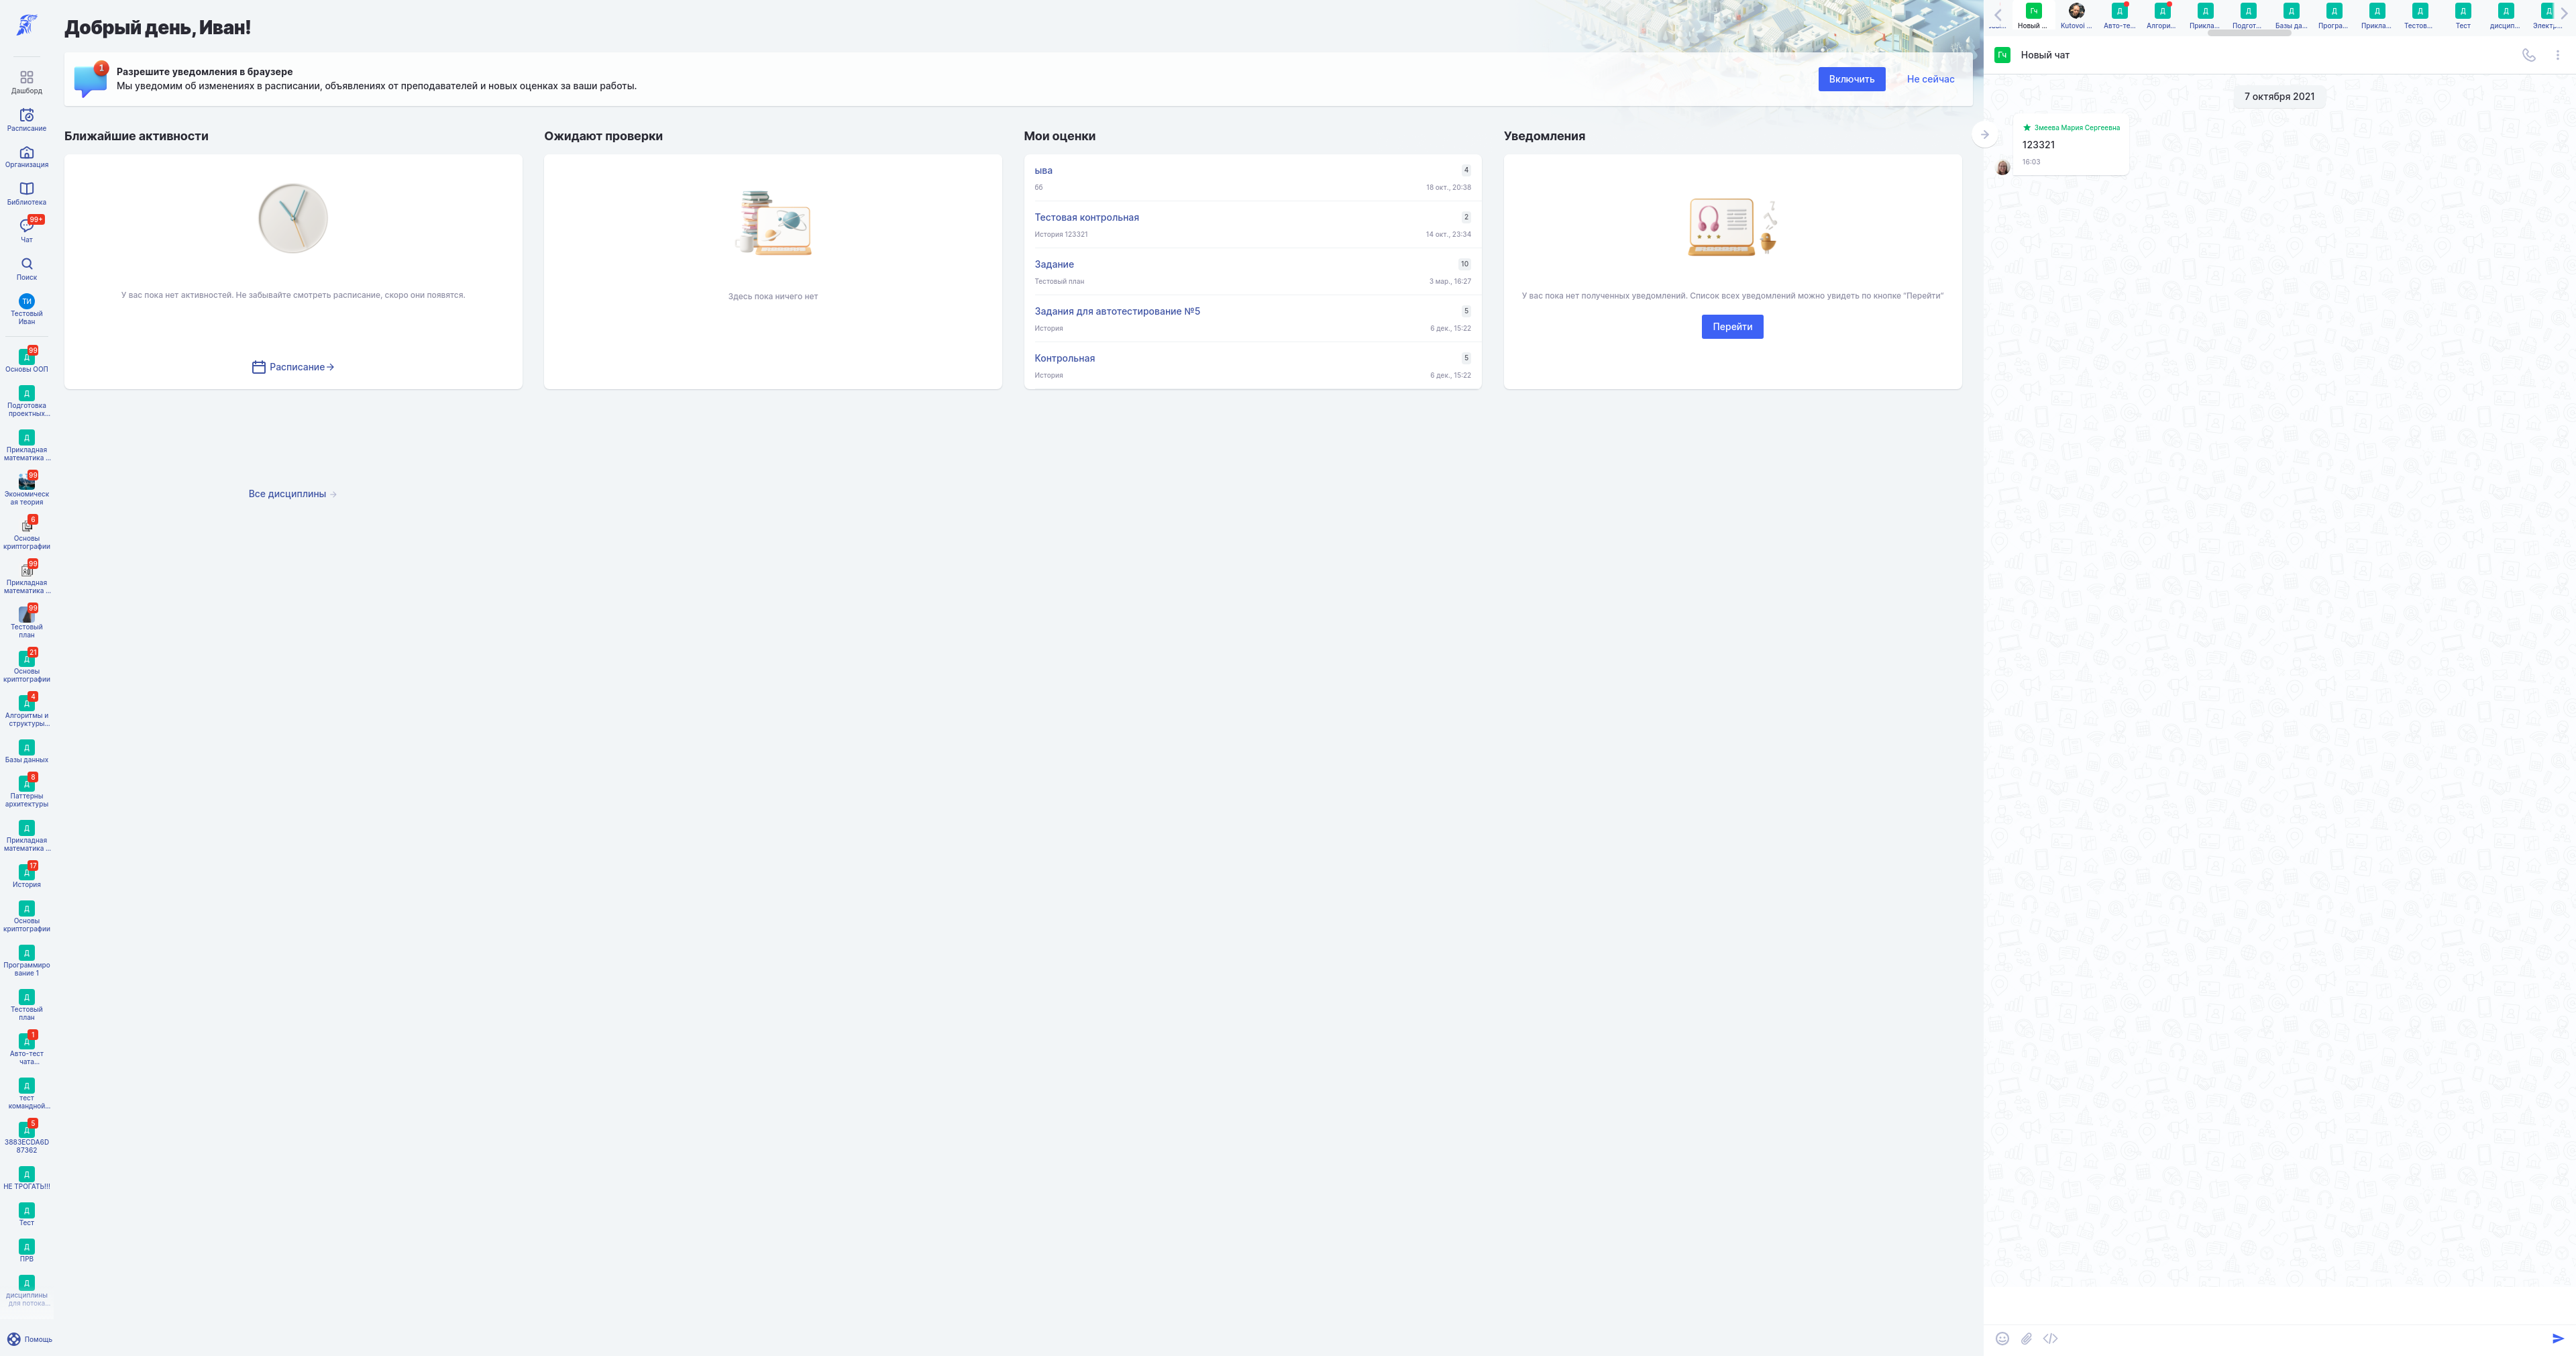 Добрый день, Иван!
1
Разрешите уведомления в браузере
Мы уведомим об изменениях в расписании, объявлениях от преподавателей и новых оценках за ваши работы.
Включить
Не сейчас
Дашборд
Расписание
Организация
Библиотека
99+
Чат
Поиск
ТИ
Тестовый
Иван
99
Д
Основы ООП
Д
Подготовка
проектных...
Д
Прикладная
математика ...
99
Экономическ
ая теория
6
Основы
криптографии
99
Прикладная
математика ...
99
Тестовый
план
21
Д
Основы
криптографии
4
Д
Алгоритмы и
структуры...
Д
Базы данных
8
Д
Паттерны
архитектуры
Д
Прикладная
математика ...
17
Д
История
Д
Основы
криптографии
Д
Программиро
вание 1
Д
Тестовый
план
1
Д
Авто-тест
чата...
Д
тест
командной...
5
Д
3883ECDA6D
87362
Д
НЕ ТРОГАТЬ!!!
Д
Тест
Д
ПРВ
Д
дисциплины
для потока...
Помощь
Ближайшие активности
У вас пока нет активностей. Не забывайте смотреть расписание, скоро они появятся.
Расписание
Все дисциплины
Ожидают проверки
Здесь пока ничего нет
Мои оценки
ыва 4
бб 18 окт., 20:38
Тестовая контрольная 2
История 123321 14 окт., 23:34
Задание 10
Тестовый план 3 мар., 16:27
Задания для автотестирование №5 5
История 6 дек., 15:22
Контрольная 5
История 6 дек., 15:22
Уведомления
У вас пока нет полученных уведомлений. Список всех уведомлений можно увидеть по кнопке "Перейти"
Перейти
Гч Д Д Д Д Д Д Д Д Д Д Д
Новый ... Kutovoi ... Авто-те... Алгори... Прикла... Подгот... Базы да... Програ... Прикла... Тестов... Тест дисцип... Электр...
Гч
Новый чат
7 октября 2021
Змеева Мария Сергеевна
123321
16:03